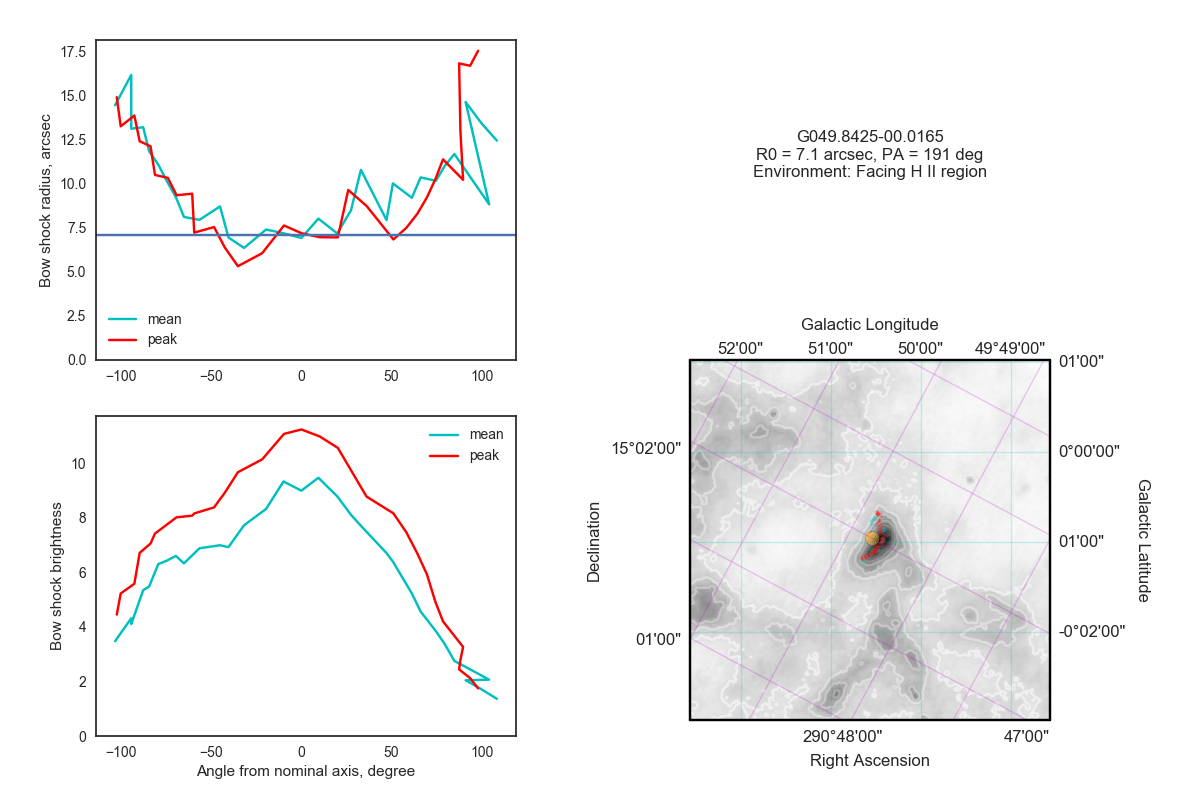 17.5
15.0
12.5
10.0
7.5
5.0
2.5
0.0
Bow shock radius, arcsec
mean
peak
−100
−50
0
50
100
10
8
6
4
2
0
Bow shock brightness
mean
peak
−100
−50
0
50
100
Angle from nominal axis, degree
G049.8425-00.0165
R0 = 7.1 arcsec, PA = 191 deg
Environment: Facing H II region
Galactic Longitude
52'00" 51'00" 50'00" 49°49'00"
01'00"
0°00'00"
01'00"
-0°02'00"
Galactic Latitude
15°02'00"
01'00"
Declination
290°48'00" 47'00"
Right Ascension